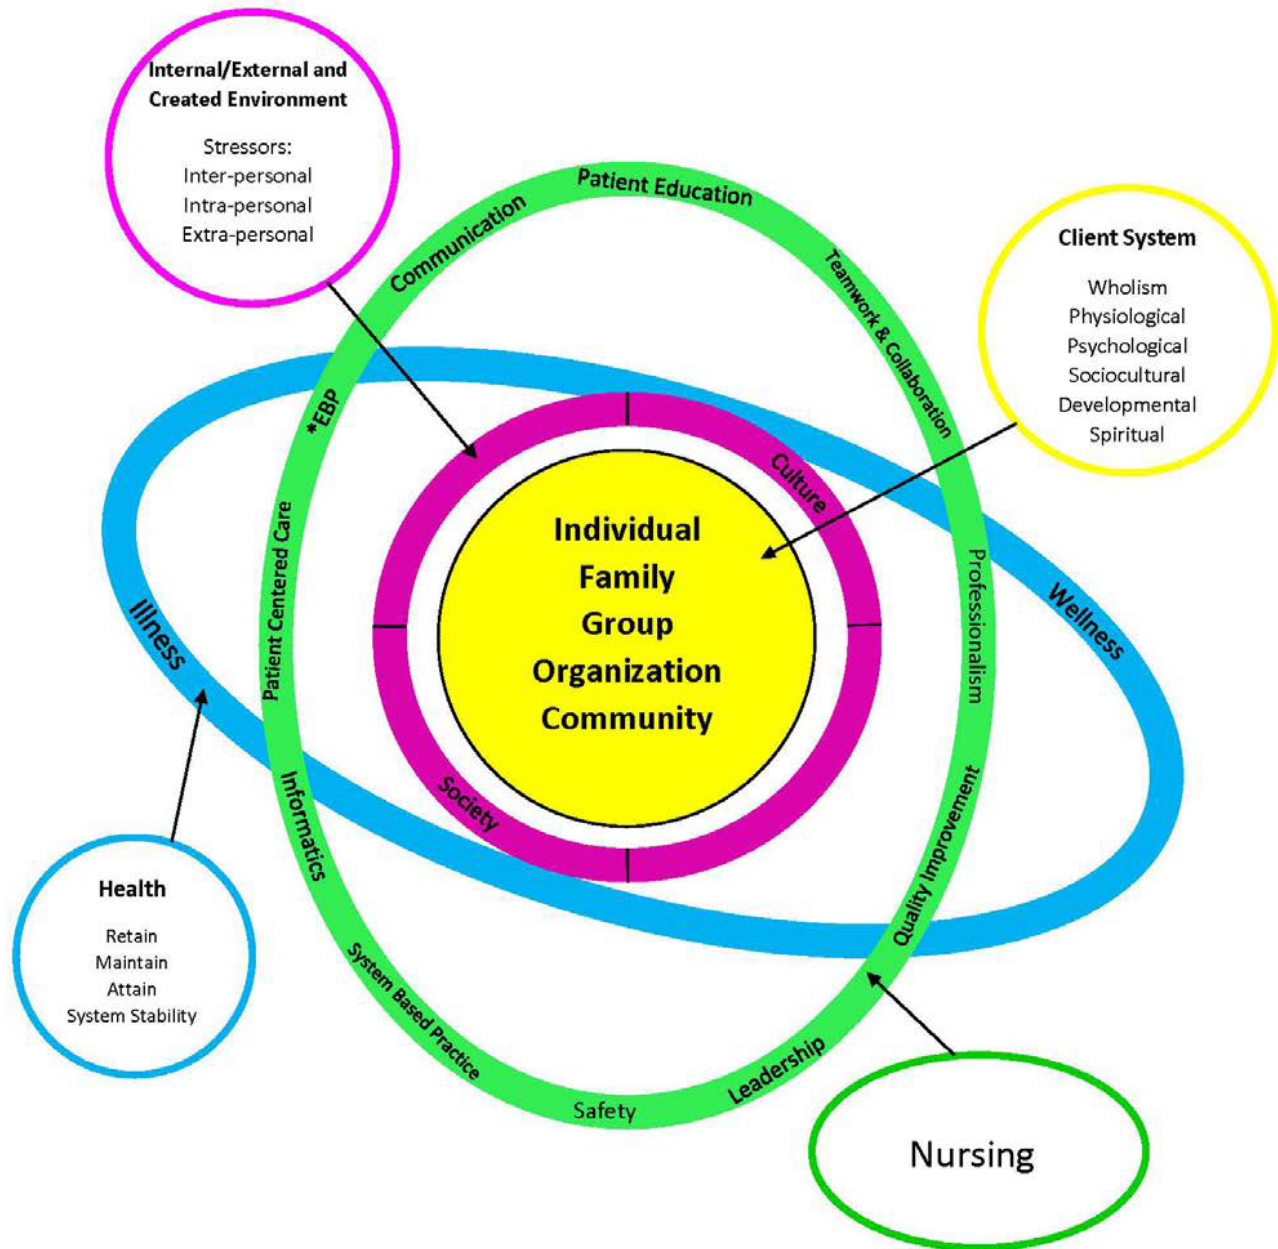 Internal/External and
Created Environment
Stressors:
Inter-personal
Intra-personal
Extra-personal
Client System
Wholism
Physiological
Psychological
Sociocultural
Developmental
Spiritual
Patient Education
Teamwork & Collaboration
Professionalism
Quality Improvement
Leadership
Safety
System Based Practice
Informatics
Patient Centered Care
*EBP
Communication
Culture
Society
Individual
Family
Group
Organization
Community
Illness
Wellness
Health
Retain
Maintain
Attain
System Stability
Nursing